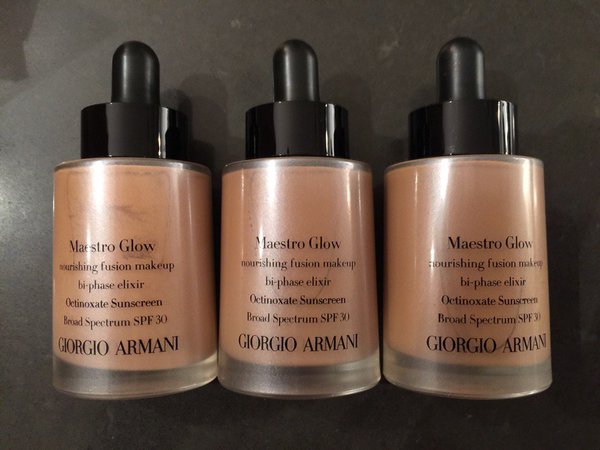 Maestro Glow
nourishing fusion makeup
bi-phase elixir
Octinoxate Sunscreen
Broad Spectrum SPF 30
GIORGIO ARMANI
Maestro Glow
nourishing fusion makeup
bi-phase elixir
Octinoxate Sunscreen
Broad Spectrum SPF 30
GIORGIO ARMANI
Maestro Glow
nourishing fusion makeup
bi-phase elixir
Octinoxate Sunscreen
Broad Spectrum SPF 30
GIORGIO ARMANI